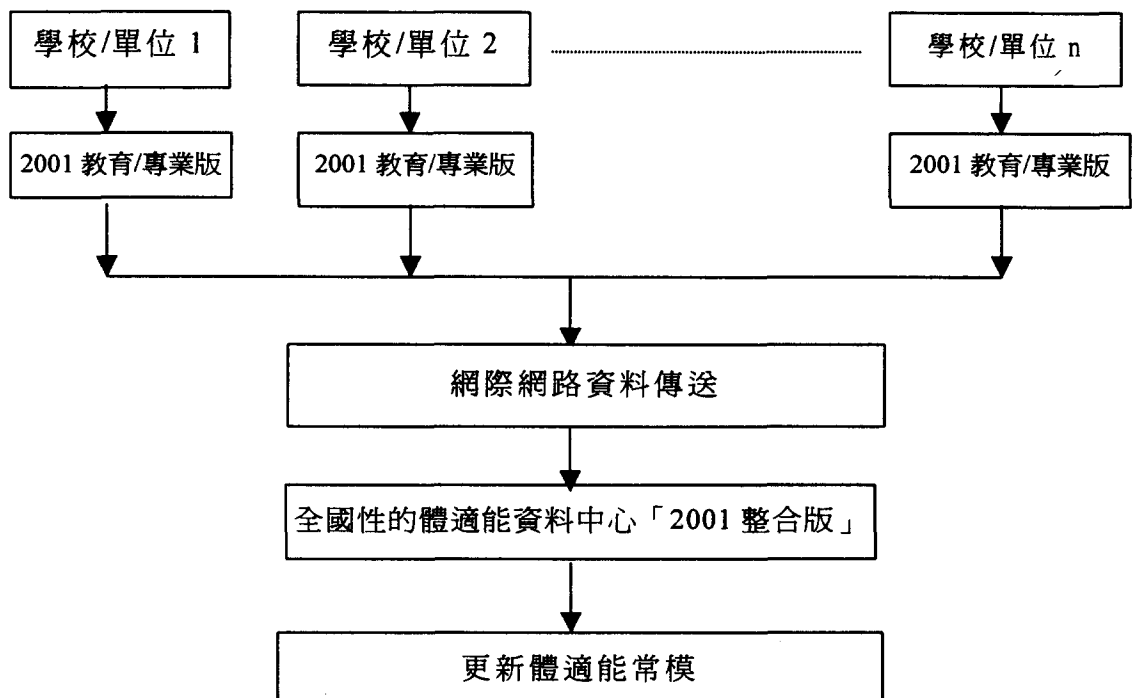 學校/單位 1
學校/單位 2
學校/單位 n
2001 教育/專業版
2001 教育/專業版
2001 教育/專業版
網際網路資料傳送
全國性的體適能資料中心「2001 整合版」
更新體適能常模